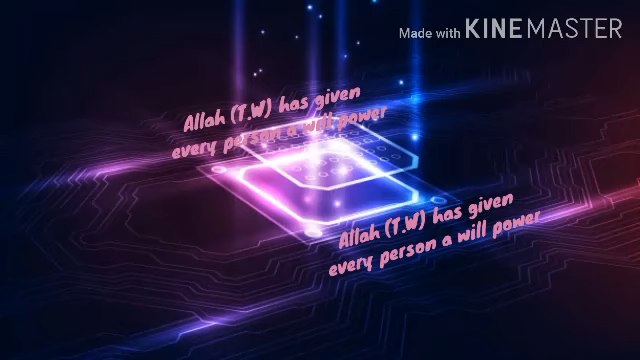 Made with KINEMASTER
Allah (T.W) has given
every person a will power
Allah (T.W) has given
every person a will power